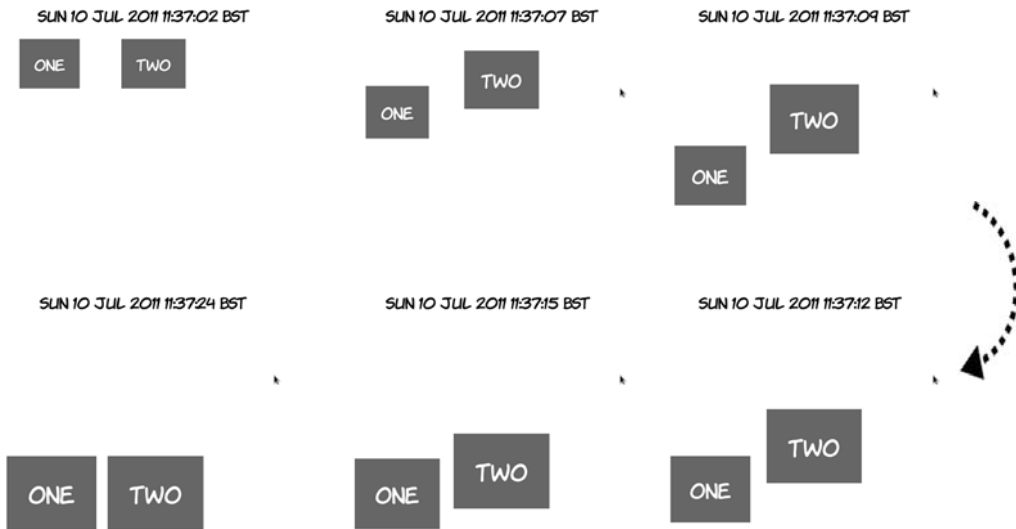 SUN 10 JUL 2011 11:37:02 BST
ONE
TWO
SUN 10 JUL 2011 11:37:07 BST
TWO
ONE
SUN 10 JUL 2011 11:37:09 BST
TWO
ONE
SUN 10 JUL 2011 11:37:12 BST
TWO
ONE
SUN 10 JUL 2011 11:37:15 BST
TWO
ONE
SUN 10 JUL 2011 11:37:24 BST
ONE
TWO